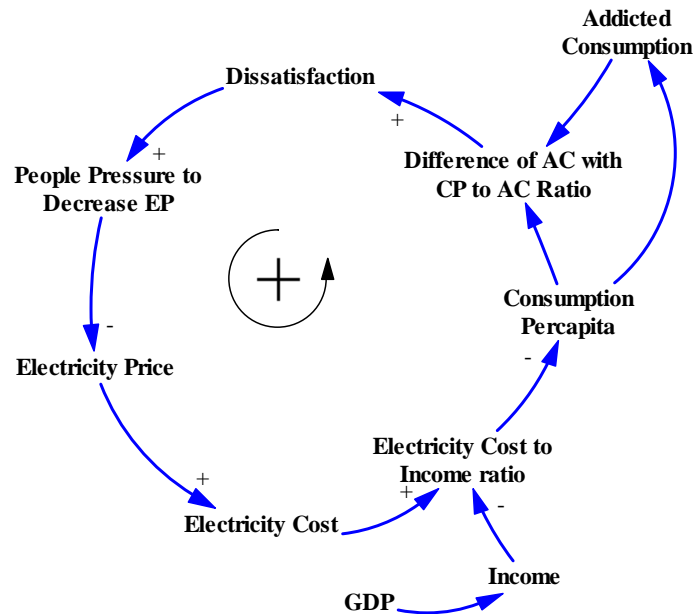 Addicted
Consumption
Dissatisfaction
+
Difference of AC with
CP to AC Ratio
+
People Pressure to
Decrease EP
+
Consumption
Percapita
-
Electricity Price
-
Electricity Cost to
Income ratio
+
+
-
Electricity Cost
Income
GDP